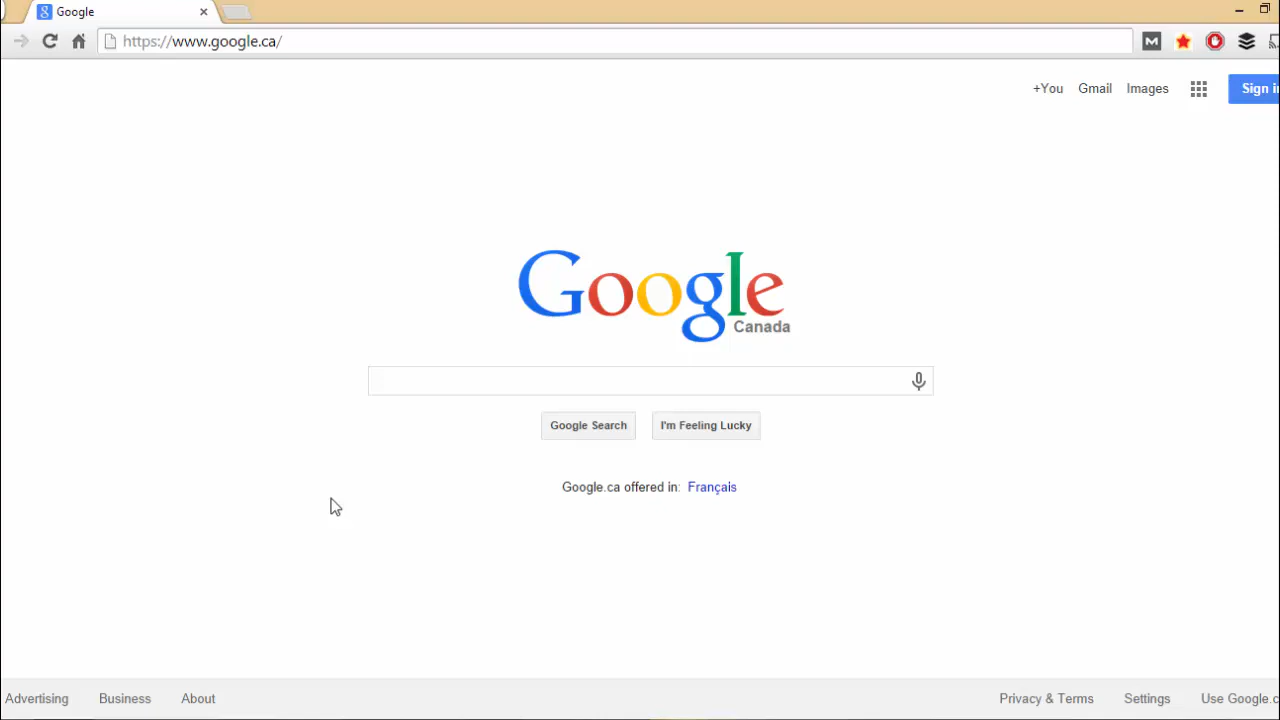 Google
https://www.google.ca/
+You Gmail Images Sign i
Google
Canada
Google Search I'm Feeling Lucky
Google.ca offered in: Français
Advertising Business About Privacy & Terms Settings Use Google.c